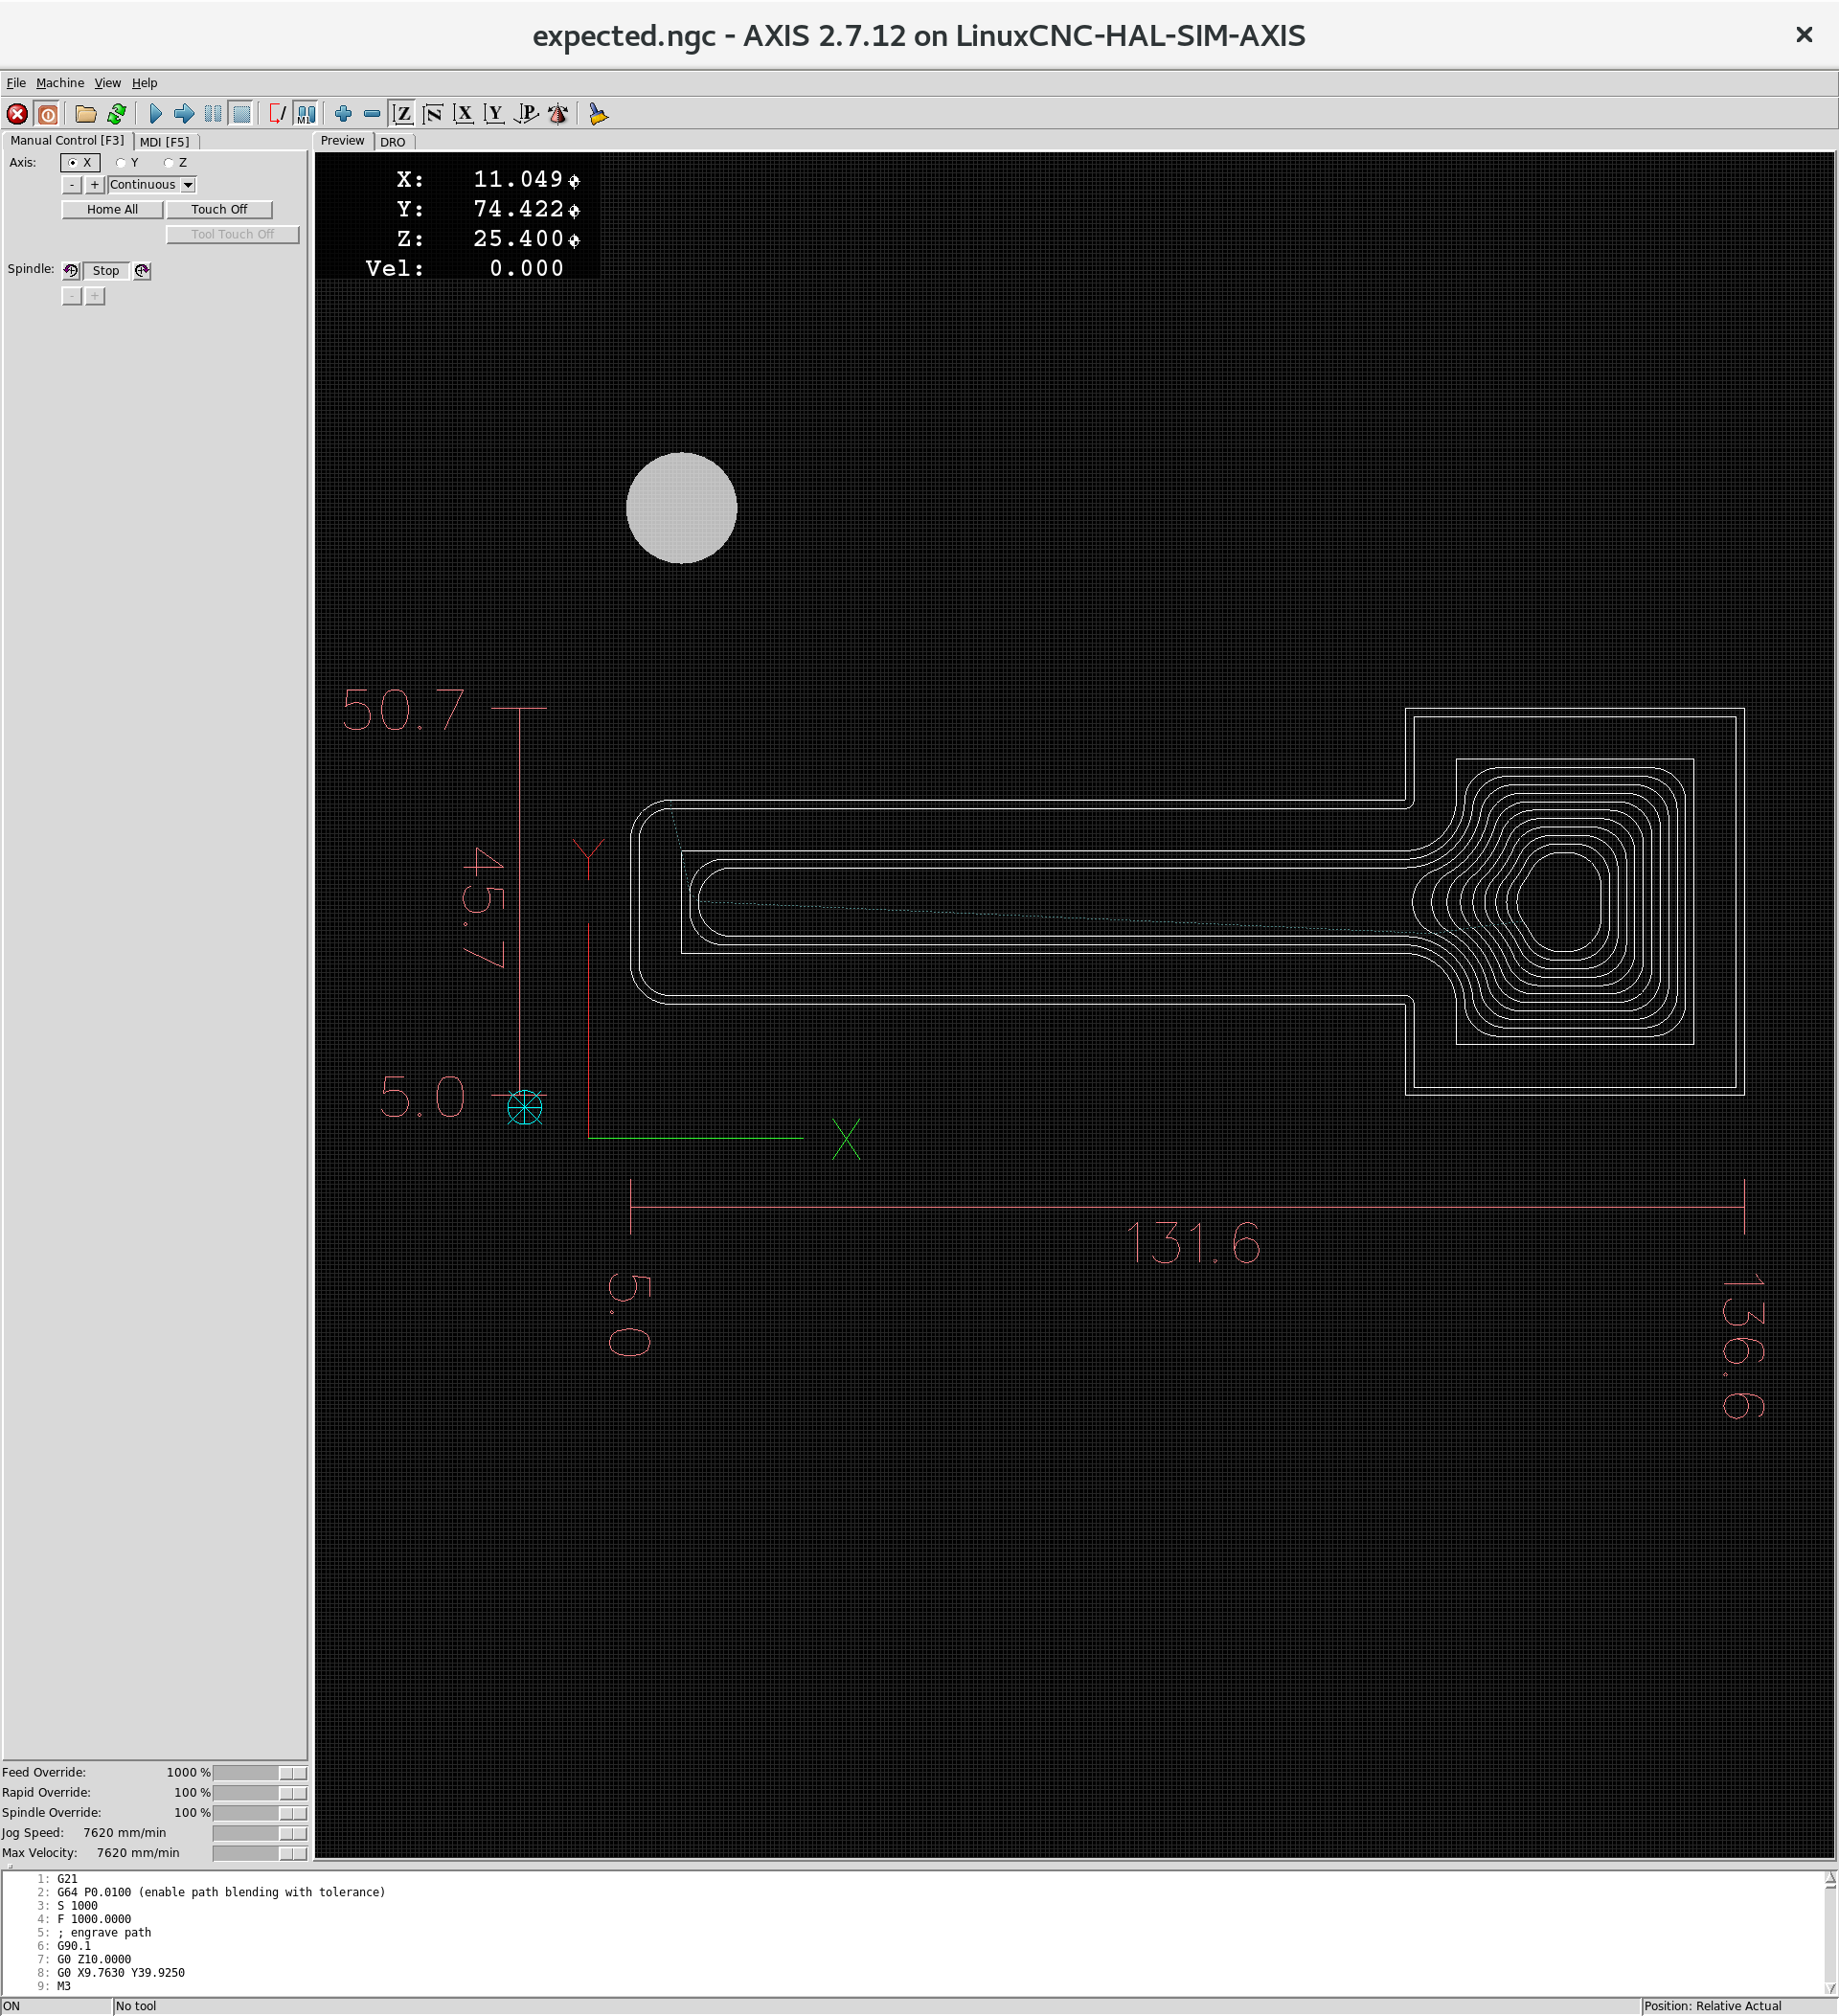 expected.ngc - AXIS 2.7.12 on LinuxCNC-HAL-SIM-AXIS
File Machine View Help
M1 Z N X Y P
Manual Control [F3] MDI [F5] Preview DRO
Axis: X Y Z
- + Continuous
Home All Touch Off
Tool Touch Off
Spindle: Stop
- +
X: 11.049
Y: 74.422
Z: 25.400
Vel: 0.000
50.7
45.7
5.0
Y
X
131.6
5.0
136.6
Feed Override: 1000 %
Rapid Override: 100 %
Spindle Override: 100 %
Jog Speed: 7620 mm/min
Max Velocity: 7620 mm/min
1: G21
2: G64 P0.0100 (enable path blending with tolerance)
3: S 1000
4: F 1000.0000
5: ; engrave path
6: G90.1
7: G0 Z10.0000
8: G0 X9.7630 Y39.9250
9: M3
ON No tool Position: Relative Actual